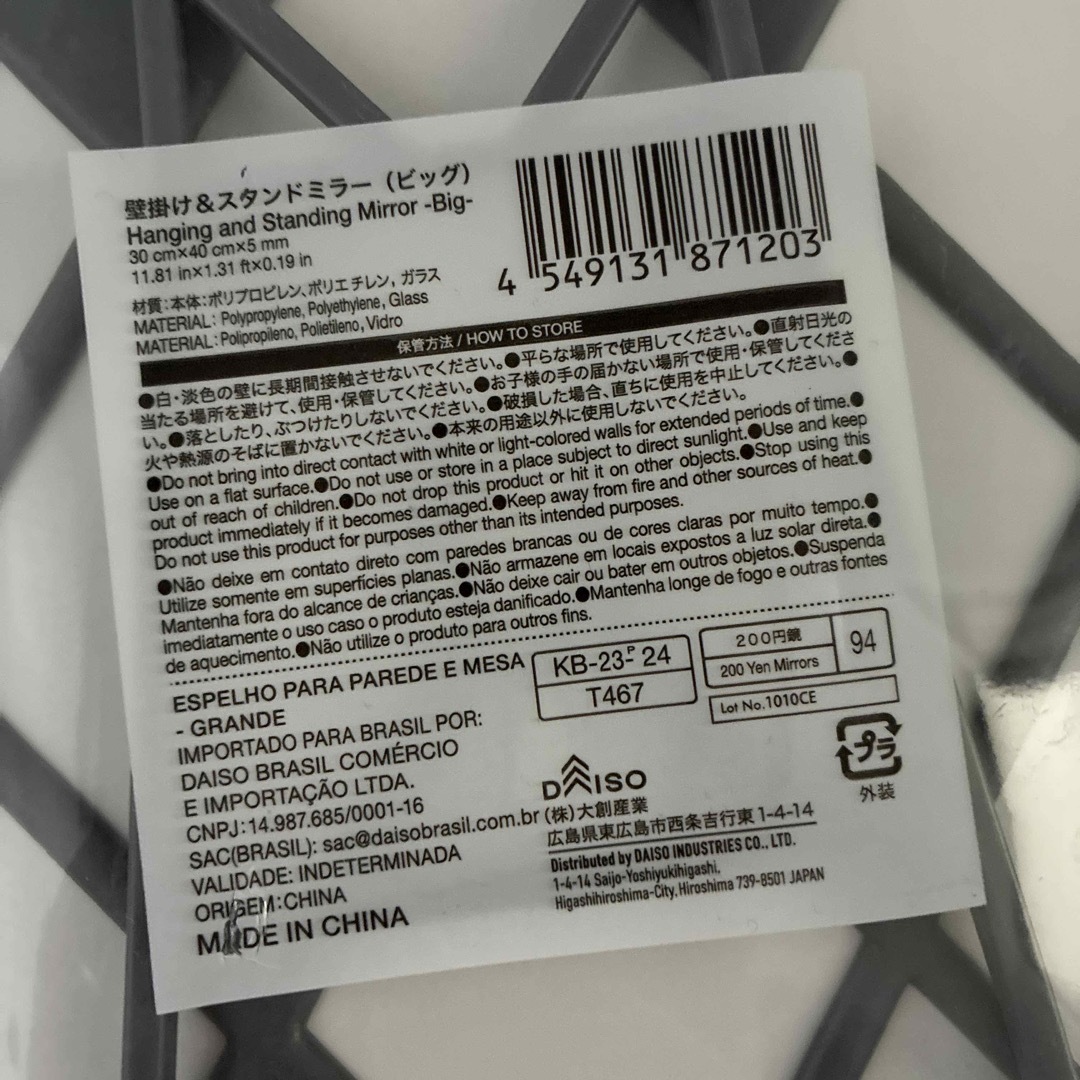 壁掛け&スタンドミラー（ビッグ）
Hanging and Standing Mirror -Big-
30 cm×40 cm×5 mm
11.81 in×1.31 ft×0.19 in
材質：本体：ポリプロピレン、ポリエチレン、ガラス
MATERIAL: Polypropylene, Polyethylene, Glass
MATERIAL: Polipropileno, Polietileno, Vidro
4 549131 871203
保管方法 / HOW TO STORE
●白・淡色の壁に長期間接触させないでください。●平らな場所で使用してください。●直射日光の
当たる場所を避けて、使用・保管してください。●お子様の手の届かない場所で使用・保管してくださ
い。●落としたり、ぶつけたりしないでください。●破損した場合、直ちに使用を中止してください。●
火や熱源のそばに置かないでください。●本来の用途以外に使用しないでください。
●Do not bring into direct contact with white or light-colored walls for extended periods of time.●
Use on a flat surface.●Do not use or store in a place subject to direct sunlight.●Use and keep
out of reach of children.●Do not drop this product or hit it on other objects.●Stop using this
product immediately if it becomes damaged.●Keep away from fire and other sources of heat.●
Do not use this product for purposes other than its intended purposes.
●Não deixe em contato direto com paredes brancas ou de cores claras por muito tempo.●
Utilize somente em superfícies planas.●Não armazene em locais expostos a luz solar direta.●
Mantenha fora do alcance de crianças.●Não deixe cair ou bater em outros objetos.●Suspenda
imediatamente o uso caso o produto esteja danificado.●Mantenha longe de fogo e outras fontes
de aquecimento.●Não utilize o produto para outros fins.
ESPELHO PARA PAREDE E MESA
- GRANDE
IMPORTADO PARA BRASIL POR:
DAISO BRASIL COMÉRCIO
E IMPORTAÇÃO LTDA.
CNPJ:14.987.685/0001-16
SAC(BRASIL): sac@daisobrasil.com.br
VALIDADE: INDETERMINADA
ORIGEM:CHINA
MADE IN CHINA
KB-23-P 24
T467
200円鏡
200 Yen Mirrors
94
Lot No.1010CE
プラ
外装
DAISO
(株)大創産業
広島県東広島市西条吉行東1-4-14
Distributed by DAISO INDUSTRIES CO., LTD.
1-4-14 Saijo-Yoshiyukihigashi,
Higashihiroshima-City, Hiroshima 739-8501 JAPAN